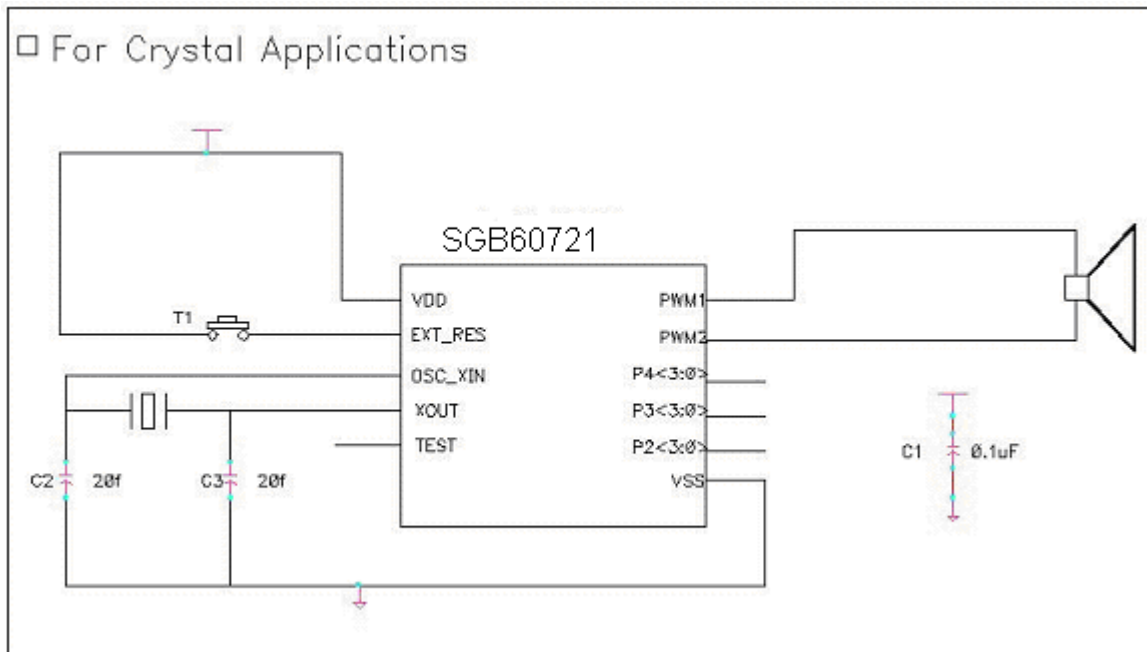 For Crystal Applications
SGB60721
VDD
PWM1
T1
EXT_RES
PWM2
OSC_XIN
P4<3:0>
XOUT
P3<3:0>
TEST
P2<3:0>
C1 0.1uF
C2 20f
C3 20f
VSS